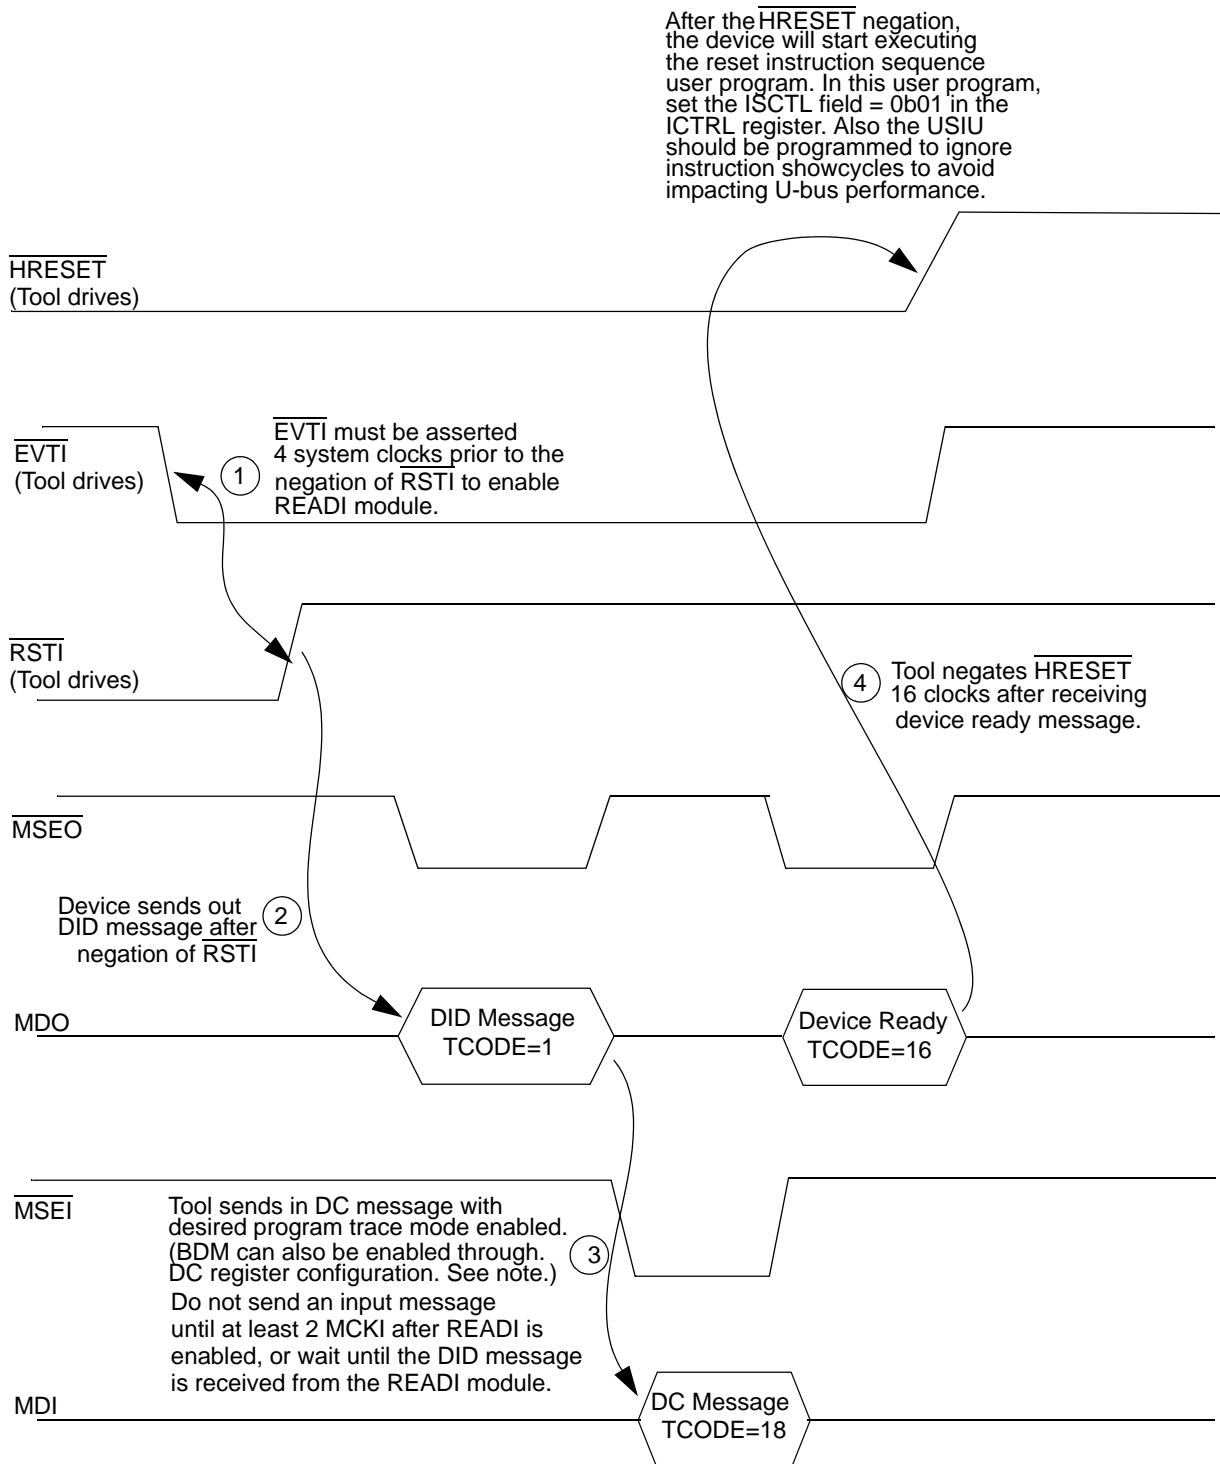 After the HRESET negation,
the device will start executing
the reset instruction sequence
user program. In this user program,
set the ISCTL field = 0b01 in the
ICTRL register. Also the USIU
should be programmed to ignore
instruction showcycles to avoid
impacting U-bus performance.
HRESET
(Tool drives)
EVTI
(Tool drives)
1
EVTI must be asserted
4 system clocks prior to the
negation of RSTI to enable
READI module.
RSTI
(Tool drives)
4
Tool negates HRESET
16 clocks after receiving
device ready message.
MSEO
Device sends out
DID message after
negation of RSTI
2
MDO
DID Message
TCODE=1
Device Ready
TCODE=16
MSEI
Tool sends in DC message with
desired program trace mode enabled.
(BDM can also be enabled through.
DC register configuration. See note.)
3
Do not send an input message
until at least 2 MCKI after READI is
enabled, or wait until the DID message
is received from the READI module.
MDI
DC Message
TCODE=18